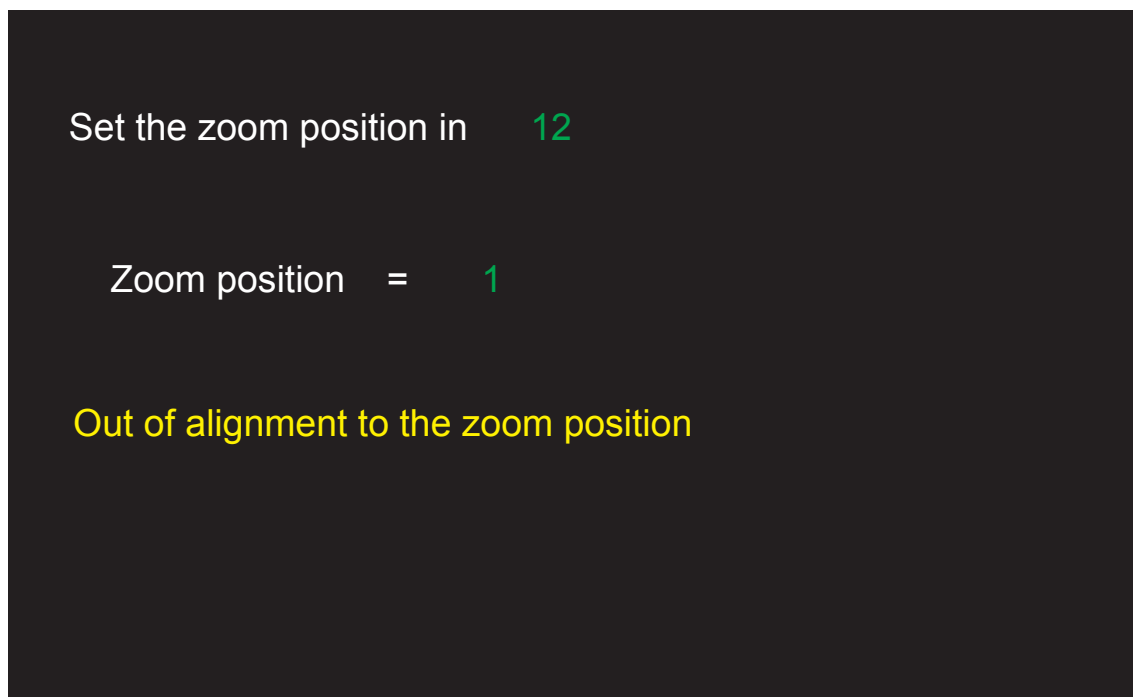 Set the zoom position in 12
Zoom position = 1
Out of alignment to the zoom position